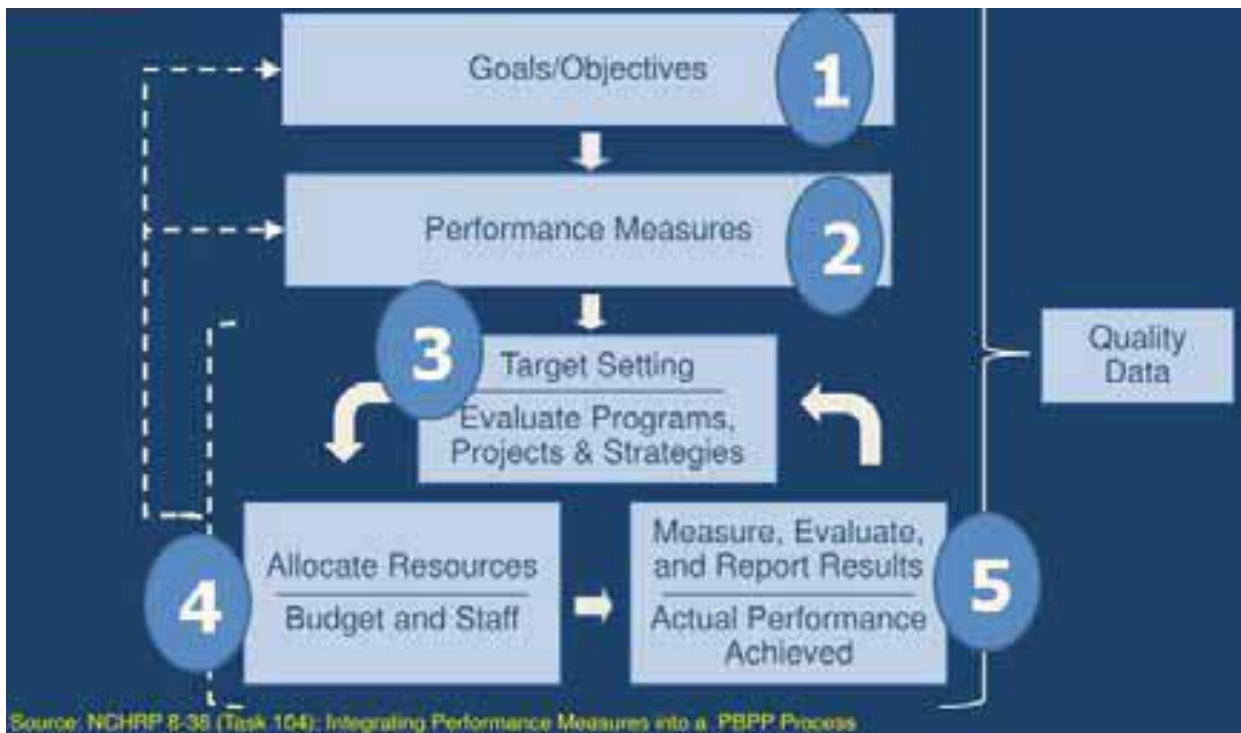 Goals/Objectives
1
Performance Measures
2
3
Target Setting
Evaluate Programs,
Projects & Strategies
Quality
Data
4
Allocate Resources
Budget and Staff
Measure, Evaluate,
and Report Results
Actual Performance
Achieved
5
Source: NCHRP 8-36 (Task 104): Integrating Performance Measures into a PBPP Process